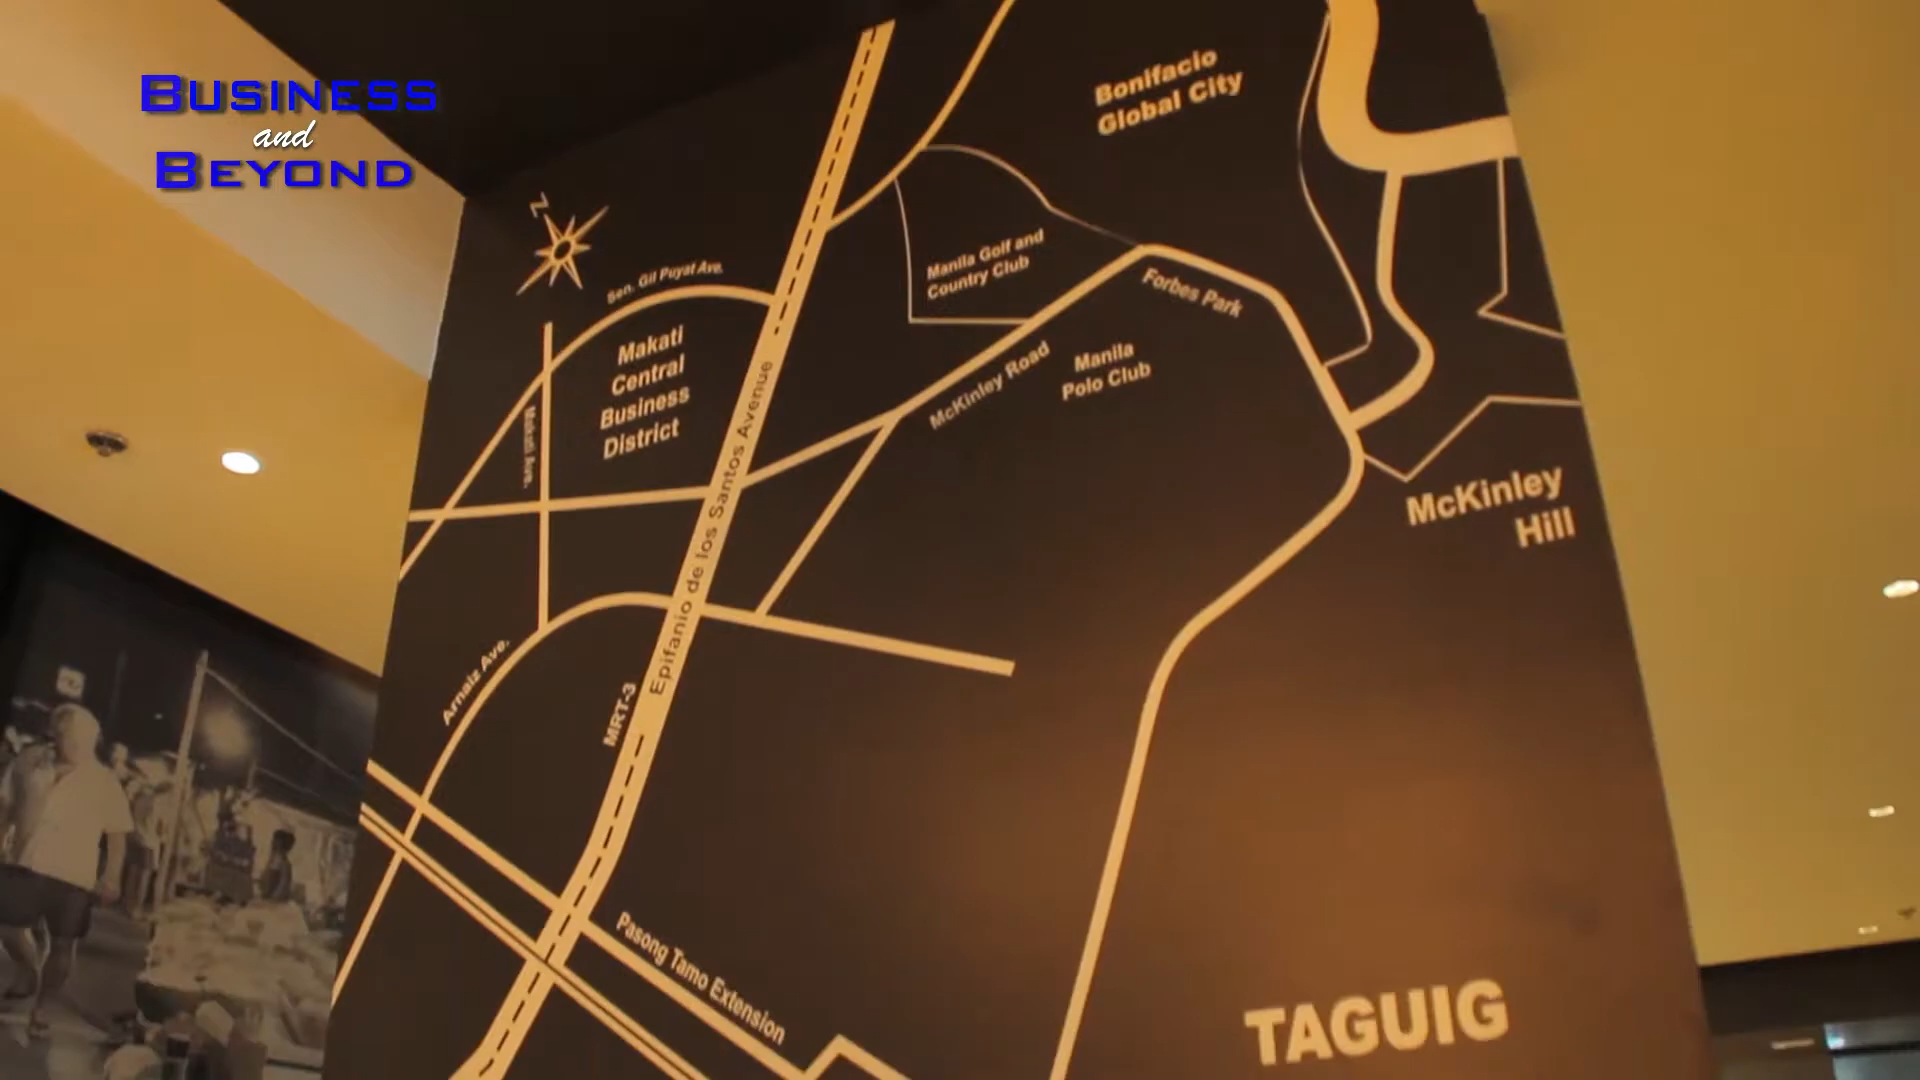 BUSINESS
and
BEYOND
Bonifacio
Global City
N
Sen. Gil Puyat Ave.
Manila Golf and
Country Club
Forbes Park
Makati
Central
Business
District
McKinley Road
Manila
Polo Club
Makati Ave.
Epifanio de los Santos Avenue
McKinley
Hill
Arnaiz Ave.
MRT-3
Pasong Tamo Extension
TAGUIG